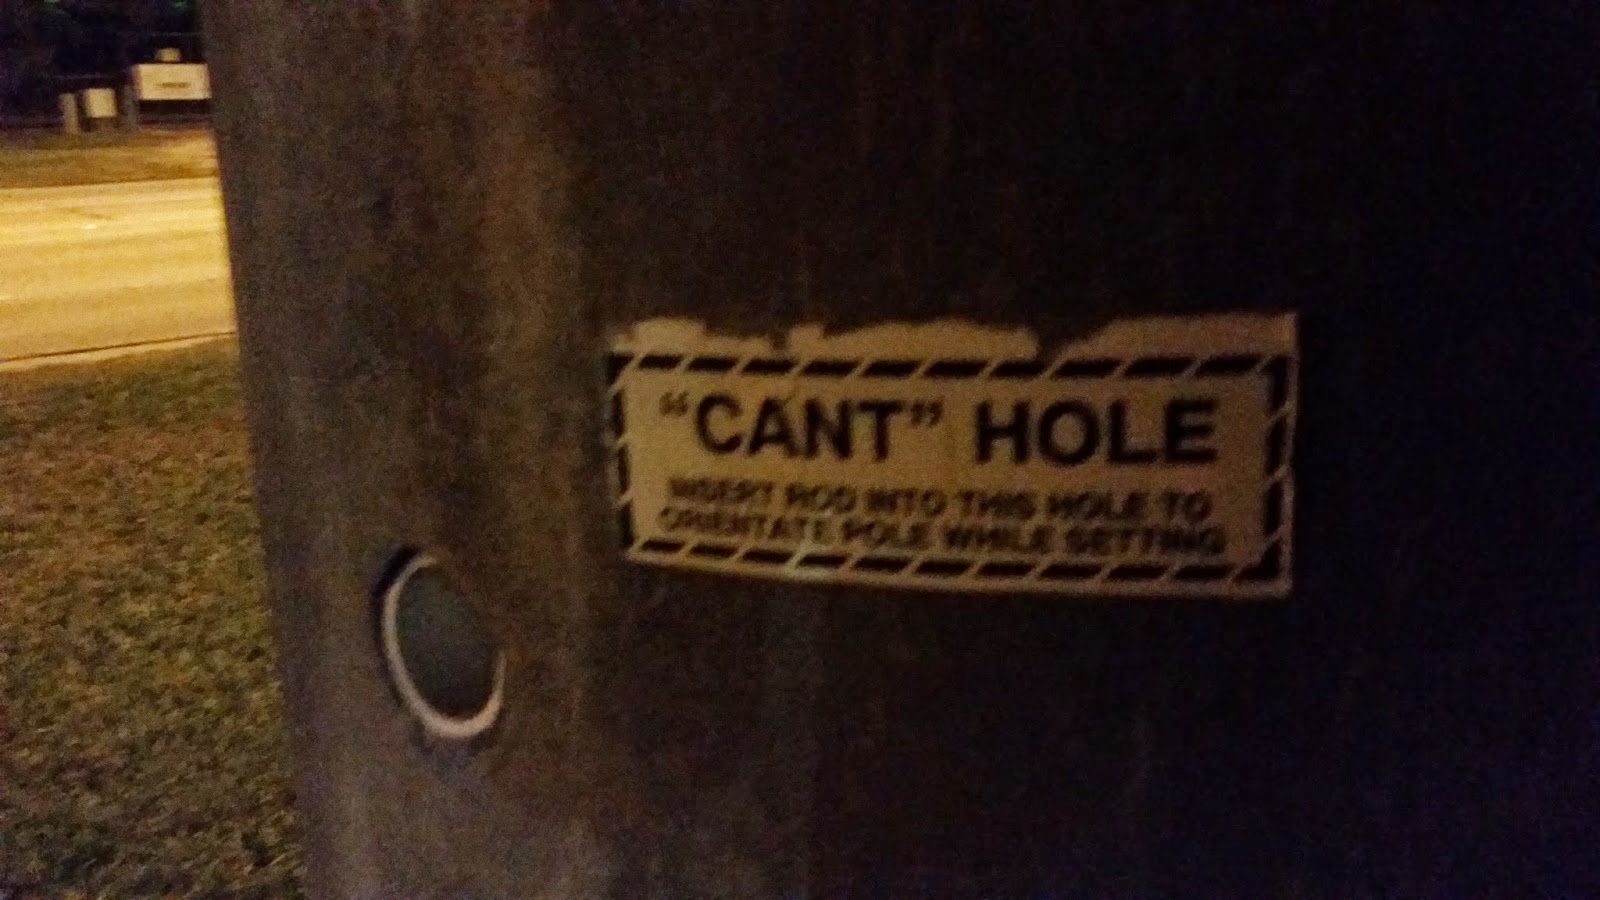 “CANT” HOLE
INSERT ROD INTO THIS HOLE TO
ORIENTATE POLE WHILE SETTING